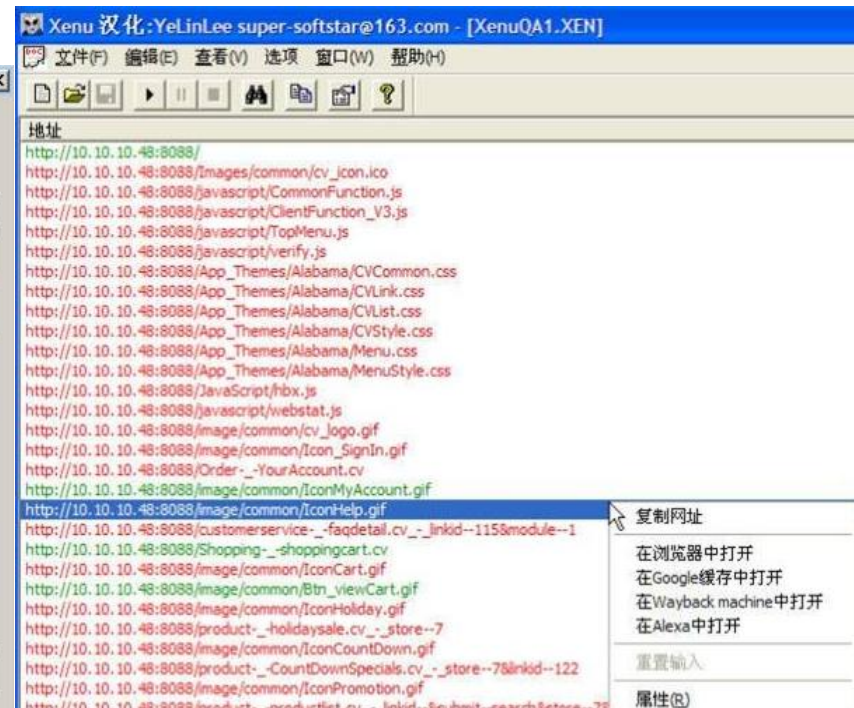 Xenu 汉化:YeLinLee super-softstar@163.com - [XenuQA1.XEN]
文件(F) 编辑(E) 查看(V) 选项 窗口(W) 帮助(H)
地址
http://10.10.10.48:8088/
http://10.10.10.48:8088/Images/common/cv_icon.ico
http://10.10.10.48:8088/javascript/CommonFunction.js
http://10.10.10.48:8088/javascript/ClientFunction_V3.js
http://10.10.10.48:8088/javascript/TopMenu.js
http://10.10.10.48:8088/javascript/verify.js
http://10.10.10.48:8088/App_Themes/Alabama/CVCommon.css
http://10.10.10.48:8088/App_Themes/Alabama/CVLink.css
http://10.10.10.48:8088/App_Themes/Alabama/CVList.css
http://10.10.10.48:8088/App_Themes/Alabama/CVStyle.css
http://10.10.10.48:8088/App_Themes/Alabama/Menu.css
http://10.10.10.48:8088/App_Themes/Alabama/MenuStyle.css
http://10.10.10.48:8088/JavaScript/hbx.js
http://10.10.10.48:8088/javascript/webstat.js
http://10.10.10.48:8088/image/common/cv_logo.gif
http://10.10.10.48:8088/image/common/Icon_SignIn.gif
http://10.10.10.48:8088/Order-_-YourAccount.cv
http://10.10.10.48:8088/image/common/IconMyAccount.gif
http://10.10.10.48:8088/image/common/IconHelp.gif
http://10.10.10.48:8088/customerservice-_-faqdetail.cv_-_linkid--115&module--1
http://10.10.10.48:8088/Shopping-_-shoppingcart.cv
http://10.10.10.48:8088/image/common/IconCart.gif
http://10.10.10.48:8088/image/common/Btn_viewCart.gif
http://10.10.10.48:8088/image/common/IconHoliday.gif
http://10.10.10.48:8088/product-_-holidaysale.cv_-_store--7
http://10.10.10.48:8088/image/common/IconCountDown.gif
http://10.10.10.48:8088/product-_-CountDownSpecials.cv_-_store--7&linkid--122
http://10.10.10.48:8088/image/common/IconPromotion.gif
复制网址
在浏览器中打开
在Google缓存中打开
在Wayback machine中打开
在Alexa中打开
重置输入
属性(R)